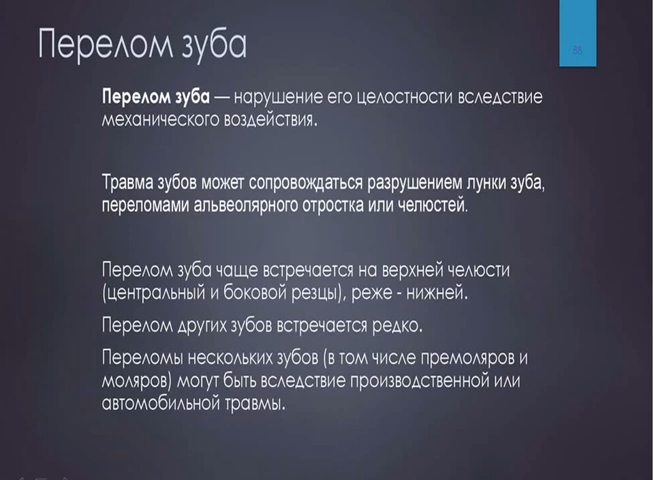 Перелом зуба
88
Перелом зуба — нарушение его целостности вследствие
механического воздействия.
Травма зубов может сопровождаться разрушением лунки зуба,
переломами альвеолярного отростка или челюстей.
Перелом зуба чаще встречается на верхней челюсти
(центральный и боковой резцы), реже - нижней.
Перелом других зубов встречается редко.
Переломы нескольких зубов (в том числе премоляров и
моляров) могут быть вследствие производственной или
автомобильной травмы.